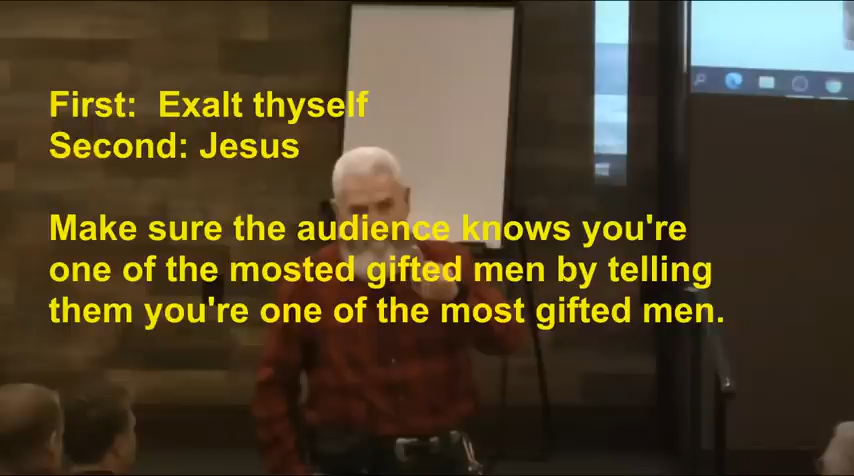 First:  Exalt thyself
Second: Jesus
Make sure the audience knows you're
one of the mosted gifted men by telling
them you're one of the most gifted men.